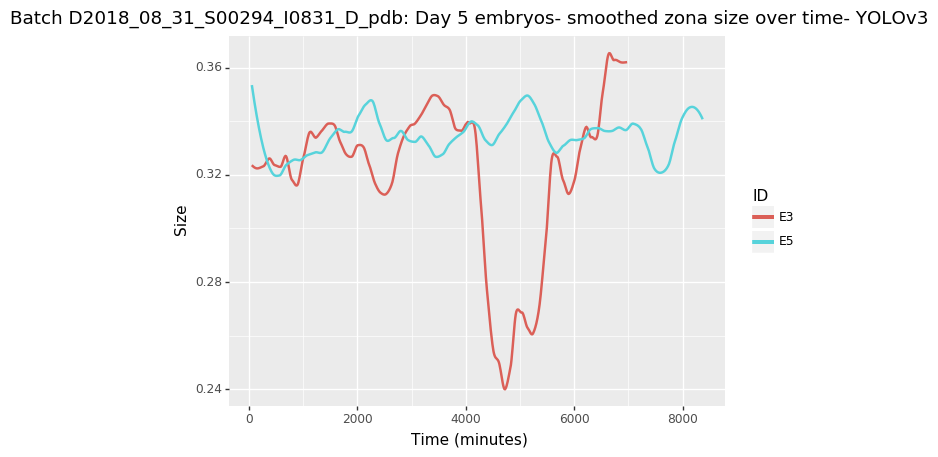 Batch D2018_08_31_S00294_I0831_D_pdb: Day 5 embryos- smoothed zona size over time- YOLOv3
0.36
0.32
0.28
0.24
Size
0
2000
4000
6000
8000
Time (minutes)
ID
E3
E5